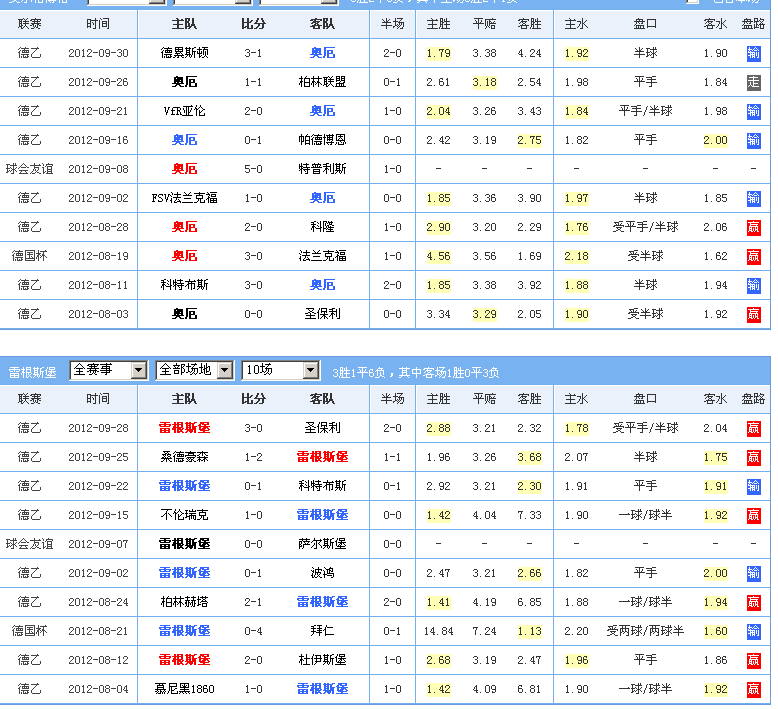 联赛 时间 主队 比分 客队 半场 主胜 平赔 客胜 主水 盘口 客水 盘路
德乙 2012-09-30 德累斯顿 3-1 奥厄 2-0 1.79 3.38 4.24 1.92 半球 1.90 输
德乙 2012-09-26 奥厄 1-1 柏林联盟 0-1 2.61 3.18 2.54 1.98 平手 1.84 走
德乙 2012-09-21 VfR亚伦 2-0 奥厄 1-0 2.04 3.26 3.43 1.84 平手/半球 1.98 输
德乙 2012-09-16 奥厄 0-1 帕德博恩 0-0 2.42 3.19 2.75 1.82 平手 2.00 输
球会友谊 2012-09-08 奥厄 5-0 特普利斯 1-0 - - - - - - -
德乙 2012-09-02 FSV法兰克福 1-0 奥厄 0-0 1.85 3.36 3.90 1.97 半球 1.85 输
德乙 2012-08-28 奥厄 2-0 科隆 1-0 2.90 3.20 2.29 1.76 受平手/半球 2.06 赢
德国杯 2012-08-19 奥厄 3-0 法兰克福 1-0 4.56 3.56 1.69 2.18 受半球 1.62 赢
德乙 2012-08-11 科特布斯 3-0 奥厄 2-0 1.85 3.38 3.92 1.88 半球 1.94 输
德乙 2012-08-03 奥厄 0-0 圣保利 0-0 3.34 3.29 2.05 1.90 受半球 1.92 赢
雷根斯堡 全赛事 全部场地 10场 3胜1平6负，其中客场1胜0平3负
联赛 时间 主队 比分 客队 半场 主胜 平赔 客胜 主水 盘口 客水 盘路
德乙 2012-09-28 雷根斯堡 3-0 圣保利 2-0 2.88 3.21 2.32 1.78 受平手/半球 2.04 赢
德乙 2012-09-25 桑德豪森 1-2 雷根斯堡 1-1 1.96 3.26 3.68 2.07 半球 1.75 赢
德乙 2012-09-22 雷根斯堡 0-1 科特布斯 0-1 2.92 3.21 2.30 1.91 平手 1.91 输
德乙 2012-09-15 不伦瑞克 1-0 雷根斯堡 0-0 1.42 4.04 7.33 1.90 一球/球半 1.92 赢
球会友谊 2012-09-07 雷根斯堡 0-0 萨尔斯堡 0-0 - - - - - - -
德乙 2012-09-02 雷根斯堡 0-1 波鸿 0-0 2.47 3.21 2.66 1.82 平手 2.00 输
德乙 2012-08-24 柏林赫塔 2-1 雷根斯堡 2-0 1.41 4.19 6.85 1.88 一球/球半 1.94 赢
德国杯 2012-08-21 雷根斯堡 0-4 拜仁 0-1 14.84 7.24 1.13 2.20 受两球/两球半 1.60 输
德乙 2012-08-12 雷根斯堡 2-0 杜伊斯堡 1-0 2.68 3.19 2.47 1.96 平手 1.86 赢
德乙 2012-08-04 慕尼黑1860 1-0 雷根斯堡 0-0 1.42 4.09 6.81 1.90 一球/球半 1.92 赢